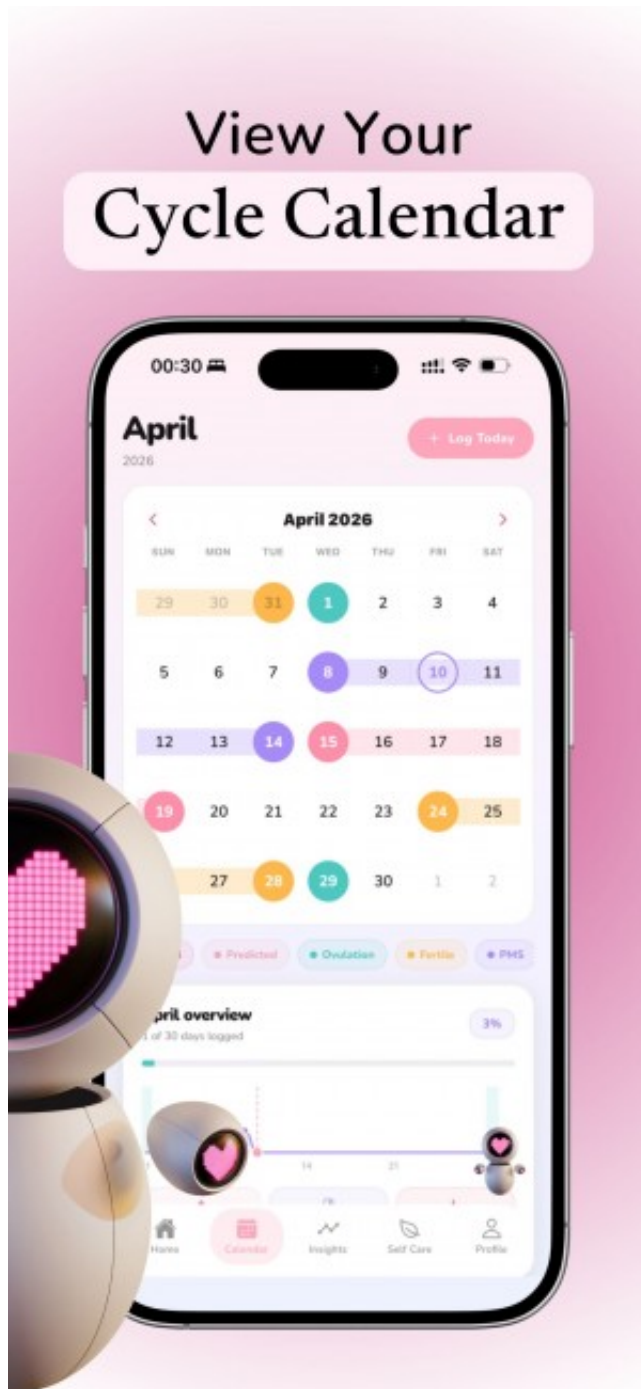 View Your
Cycle Calendar
00:30
April
+ Log Today
2026
April 2026
SUN MON TUE WED THU FRI SAT
29 30 31 1 2 3 4
5 6 7 8 9 10 11
12 13 14 15 16 17 18
19 20 21 22 23 24 25
27 28 29 30 1 2
Predicted Ovulation Fertile PMS
pril overview
1 of 30 days logged
3%
14 21
Home Calendar Insights Self Care Profile